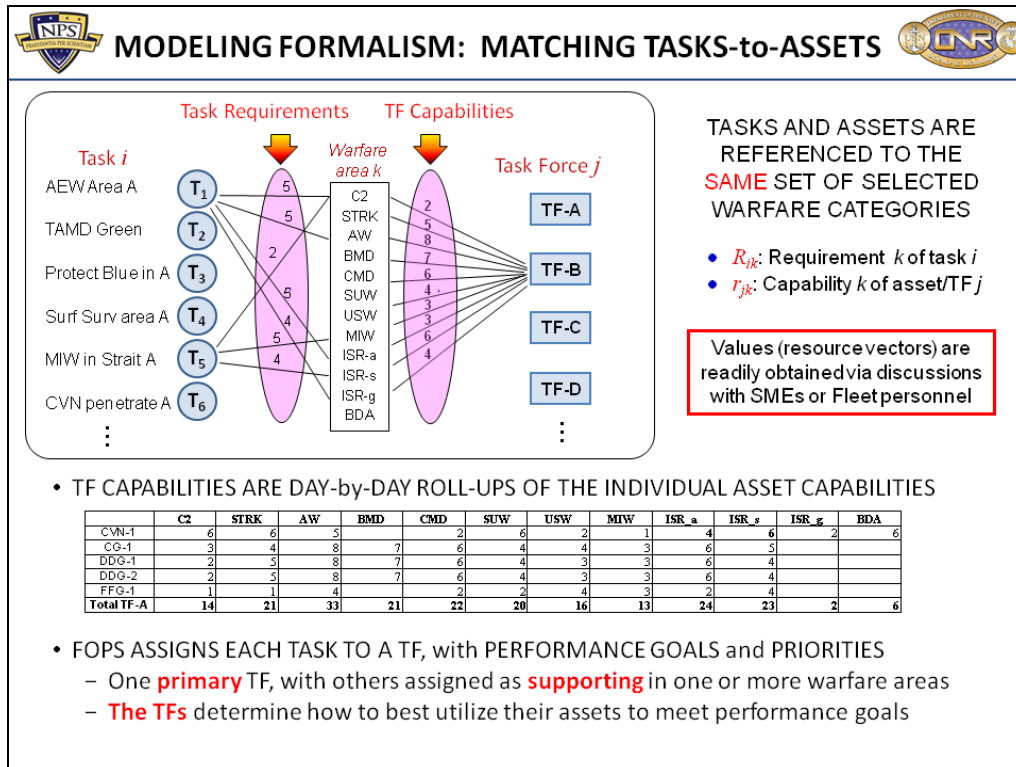 NPS
PRAESTANTIA PER SCIENTIAM
MODELING FORMALISM: MATCHING TASKS-to-ASSETS
ONR
Task Requirements
TF Capabilities
Task i
Warfare
area k
Task Force j
AEW Area A
TAMD Green
Protect Blue in A
Surf Surv area A
MIW in Strait A
CVN penetrate A
⋮
T1
T2
T3
T4
T5
T6
5
5
2
5
4
5
4
C2
STRK
AW
BMD
CMD
SUW
USW
MIW
ISR-a
ISR-s
ISR-g
BDA
2
5
8
7
6
4
3
3
6
4
TF-A
TF-B
TF-C
TF-D
⋮
TASKS AND ASSETS ARE
REFERENCED TO THE
SAME SET OF SELECTED
WARFARE CATEGORIES
• Rik: Requirement k of task i
• rjk: Capability k of asset/TF j
Values (resource vectors) are
readily obtained via discussions
with SMEs or Fleet personnel
• TF CAPABILITIES ARE DAY-by-DAY ROLL-UPS OF THE INDIVIDUAL ASSET CAPABILITIES
C2 STRK AW BMD CMD SUW USW MIW ISR_a ISR_s ISR_g BDA
CVN-1 6 6 5 2 6 2 1 4 6 2 6
CG-1 3 4 8 7 6 4 4 3 6 5
DDG-1 2 5 8 7 6 4 3 3 6 4
DDG-2 2 5 8 7 6 4 3 3 6 4
FFG-1 1 1 4 2 2 4 3 2 4
Total TF-A 14 21 33 21 22 20 16 13 24 23 2 6
• FOPS ASSIGNS EACH TASK TO A TF, with PERFORMANCE GOALS and PRIORITIES
– One primary TF, with others assigned as supporting in one or more warfare areas
– The TFs determine how to best utilize their assets to meet performance goals